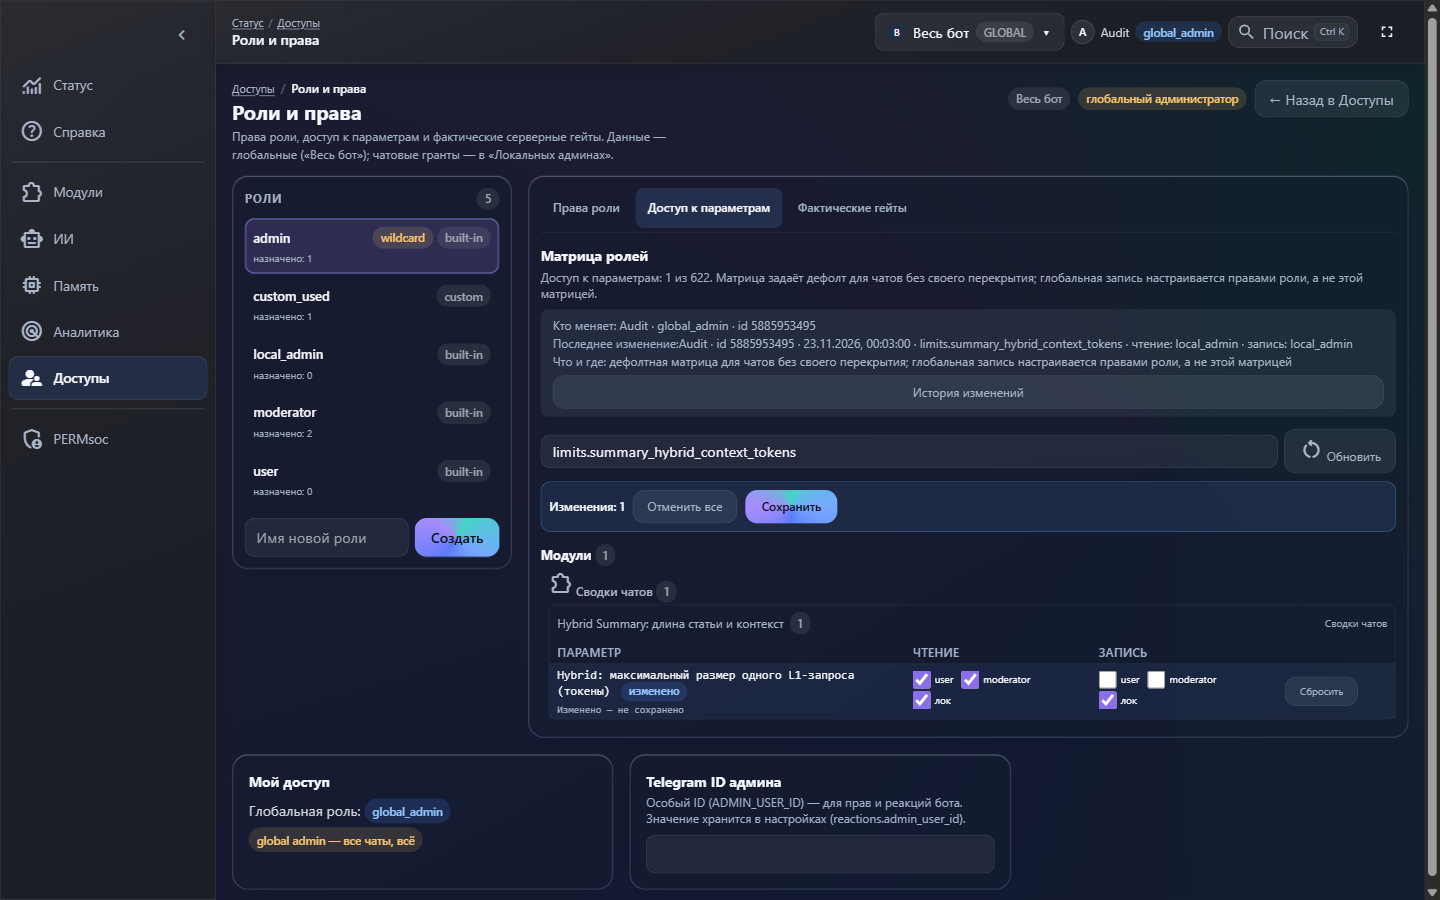 Статус
Справка
Модули
ИИ
Память
Аналитика
Доступы
PERMsoc
Статус / Доступы
Роли и права
B Весь бот GLOBAL ▼
A Audit global_admin
Поиск Ctrl K
Доступы / Роли и права
Роли и права
Права роли, доступ к параметрам и фактические серверные гейты. Данные —
глобальные («Весь бот»); чатовые гранты — в «Локальных админах».
Весь бот глобальный администратор ← Назад в Доступы
РОЛИ 5
admin wildcard built-in
назначено: 1
custom_used custom
назначено: 1
local_admin built-in
назначено: 0
moderator built-in
назначено: 2
user built-in
назначено: 0
Имя новой роли Создать
Права роли Доступ к параметрам Фактические гейты
Матрица ролей
Доступ к параметрам: 1 из 622. Матрица задаёт дефолт для чатов без своего перекрытия; глобальная запись настраивается правами роли, а не этой
матрицей.
Кто меняет: Audit · global_admin · id 5885953495
Последнее изменение:Audit · id 5885953495 · 23.11.2026, 00:03:00 · limits.summary_hybrid_context_tokens · чтение: local_admin · запись: local_admin
Что и где: дефолтная матрица для чатов без своего перекрытия; глобальная запись настраивается правами роли, а не этой матрицей
История изменений
limits.summary_hybrid_context_tokens Обновить
Изменения: 1 Отменить все Сохранить
Модули 1
Сводки чатов 1
Hybrid Summary: длина статьи и контекст 1 Сводки чатов
ПАРАМЕТР ЧТЕНИЕ ЗАПИСЬ
Hybrid: максимальный размер одного L1-запроса
(токены) изменено
Изменено — не сохранено
user moderator
лок
user moderator
лок
Сбросить
Мой доступ
Глобальная роль: global_admin
global admin — все чаты, всё
Telegram ID админа
Особый ID (ADMIN_USER_ID) — для прав и реакций бота.
Значение хранится в настройках (reactions.admin_user_id).